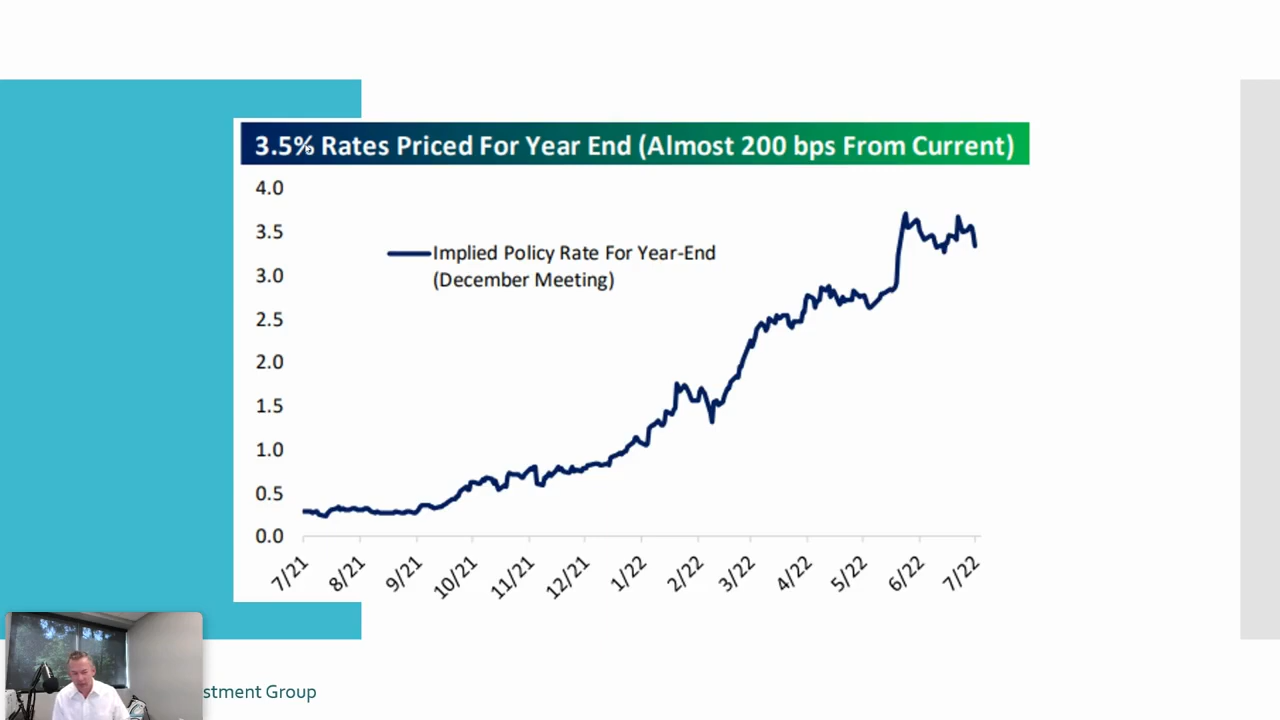 3.5% Rates Priced For Year End (Almost 200 bps From Current)
4.0
3.5
3.0
2.5
2.0
1.5
1.0
0.5
0.0
Implied Policy Rate For Year-End
(December Meeting)
7/21 8/21 9/21 10/21 11/21 12/21 1/22 2/22 3/22 4/22 5/22 6/22 7/22
stment Group